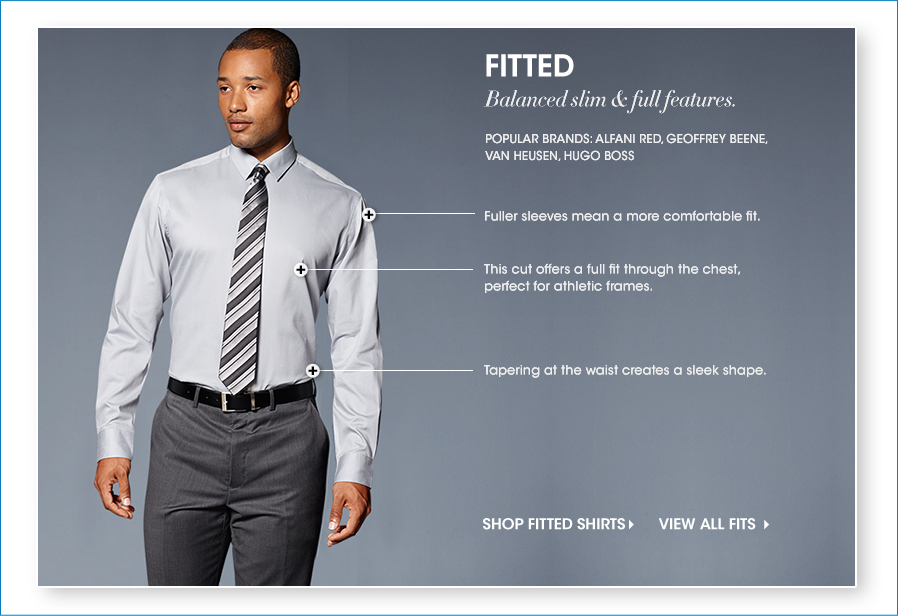 FITTED
Balanced slim & full features.
POPULAR BRANDS: ALFANI RED, GEOFFREY BEENE,
VAN HEUSEN, HUGO BOSS
Fuller sleeves mean a more comfortable fit.
This cut offers a full fit through the chest,
perfect for athletic frames.
Tapering at the waist creates a sleek shape.
SHOP FITTED SHIRTS VIEW ALL FITS